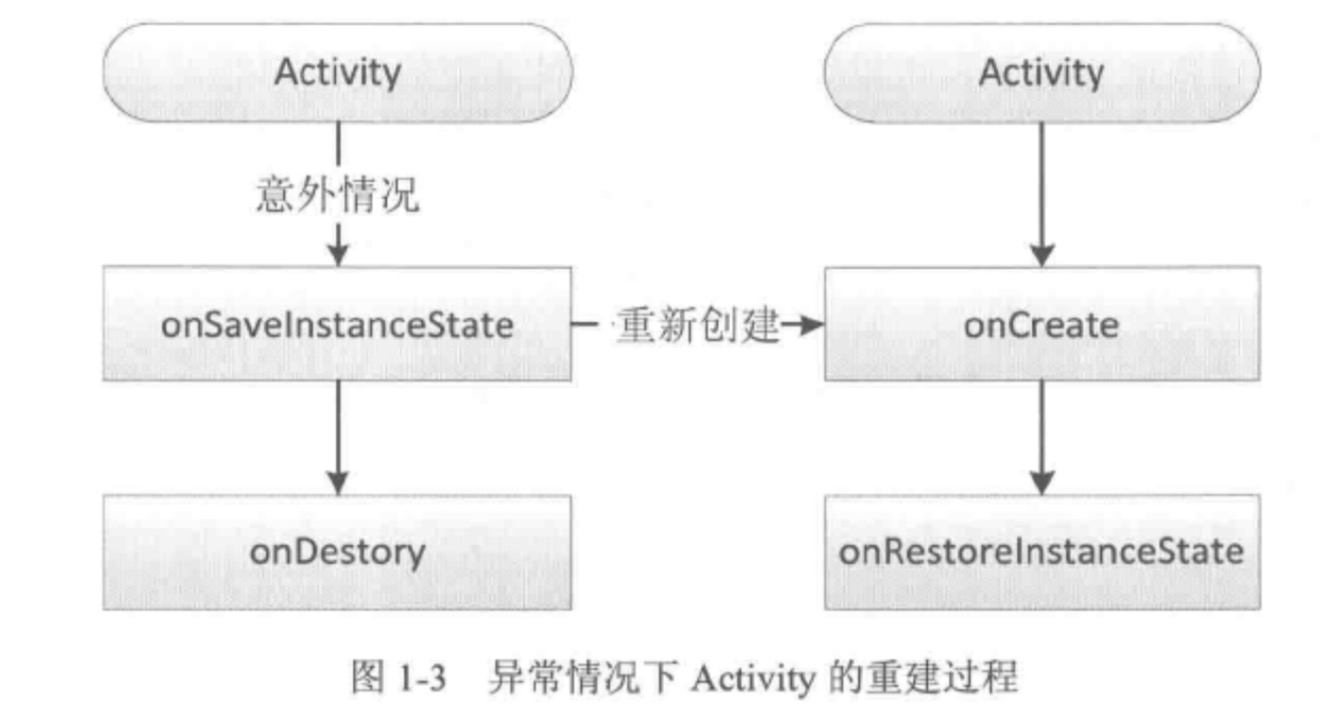 Activity
Activity
意外情况
onSaveInstanceState
重新创建
onCreate
onDestory
onRestoreInstanceState
图 1-3 异常情况下 Activity 的重建过程